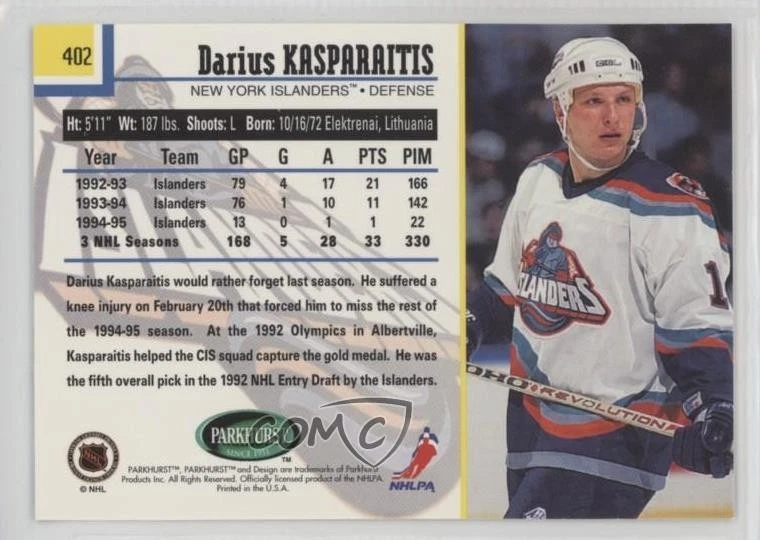 402
Darius KASPARAITIS
NEW YORK ISLANDERS™ • DEFENSE
Ht: 5'11" Wt: 187 lbs. Shoots: L Born: 10/16/72 Elektrenai, Lithuania
Year Team GP G A PTS PIM
1992-93 Islanders 79 4 17 21 166
1993-94 Islanders 76 1 10 11 142
1994-95 Islanders 13 0 1 1 22
3 NHL Seasons 168 5 28 33 330
Darius Kasparaitis would rather forget last season. He suffered a
knee injury on February 20th that forced him to miss the rest of
the 1994-95 season. At the 1992 Olympics in Albertville,
Kasparaitis helped the CIS squad capture the gold medal. He was
the fifth overall pick in the 1992 NHL Entry Draft by the Islanders.
PARKHURST
SINCE 1951
™
COMC
NHL
© NHL
PARKHURST™, PARKHURST™ and Design are trademarks of Parkhurst
Products Inc. All Rights Reserved. Officially licensed product of the NHLPA.
Printed in the U.S.A.
NHLPA
ISLANDERS
1
OHO REVOLUTION